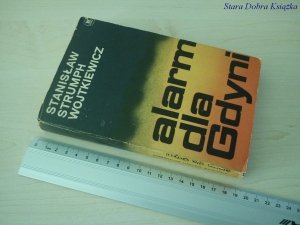 Stara Dobra Książka
STANISŁAW
STRUMPH
WOJTKIEWICZ
alarm
dla
Gdyni